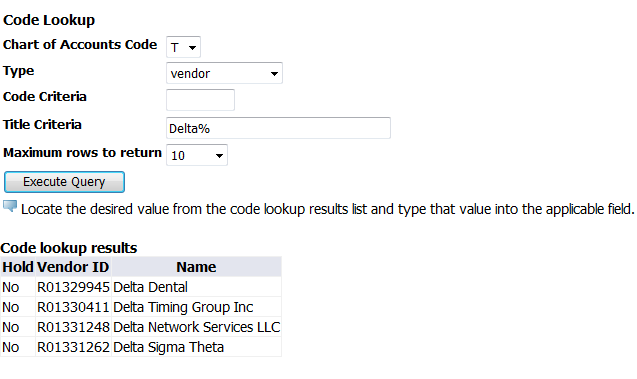 Code Lookup
Chart of Accounts Code T
Type vendor
Code Criteria
Title Criteria Delta%
Maximum rows to return 10
Execute Query
Locate the desired value from the code lookup results list and type that value into the applicable field.
Code lookup results
Hold Vendor ID Name
No R01329945 Delta Dental
No R01330411 Delta Timing Group Inc
No R01331248 Delta Network Services LLC
No R01331262 Delta Sigma Theta